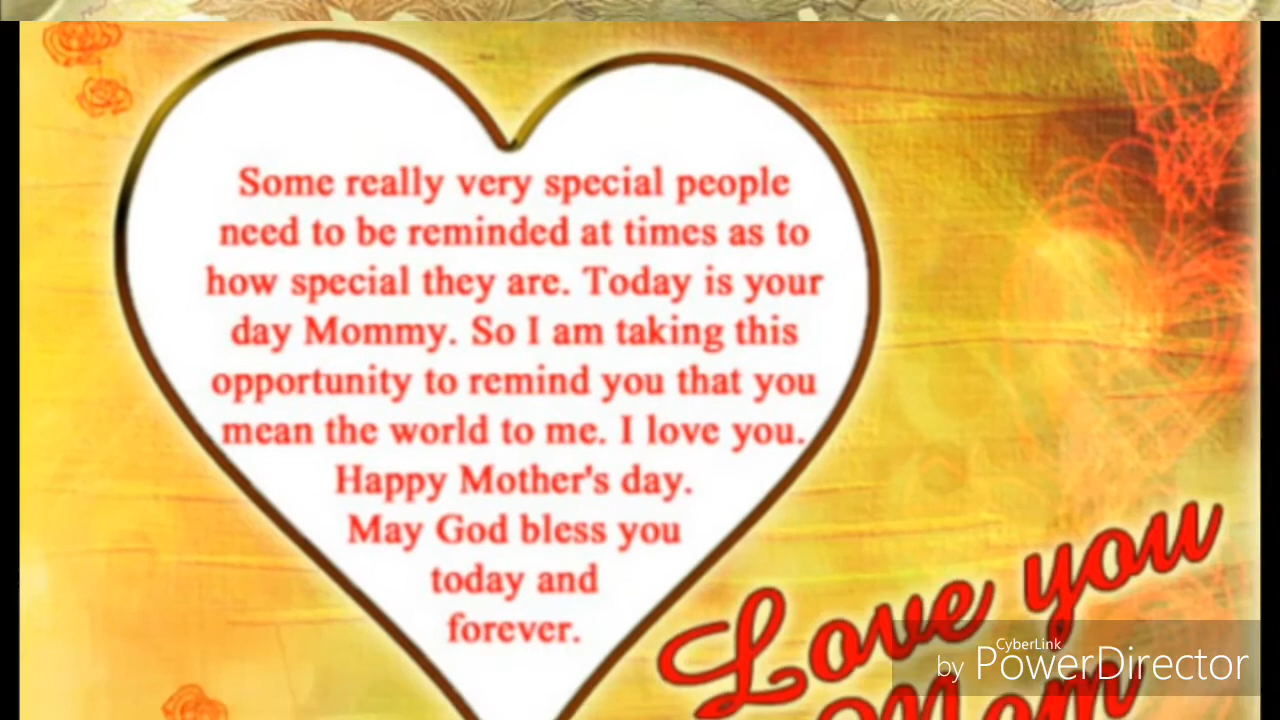 Some really very special people
need to be reminded at times as to
how special they are. Today is your
day Mommy. So I am taking this
opportunity to remind you that you
mean the world to me. I love you.
Happy Mother's day.
May God bless you
today and
forever.
Love you
Mom
CyberLink
by PowerDirector